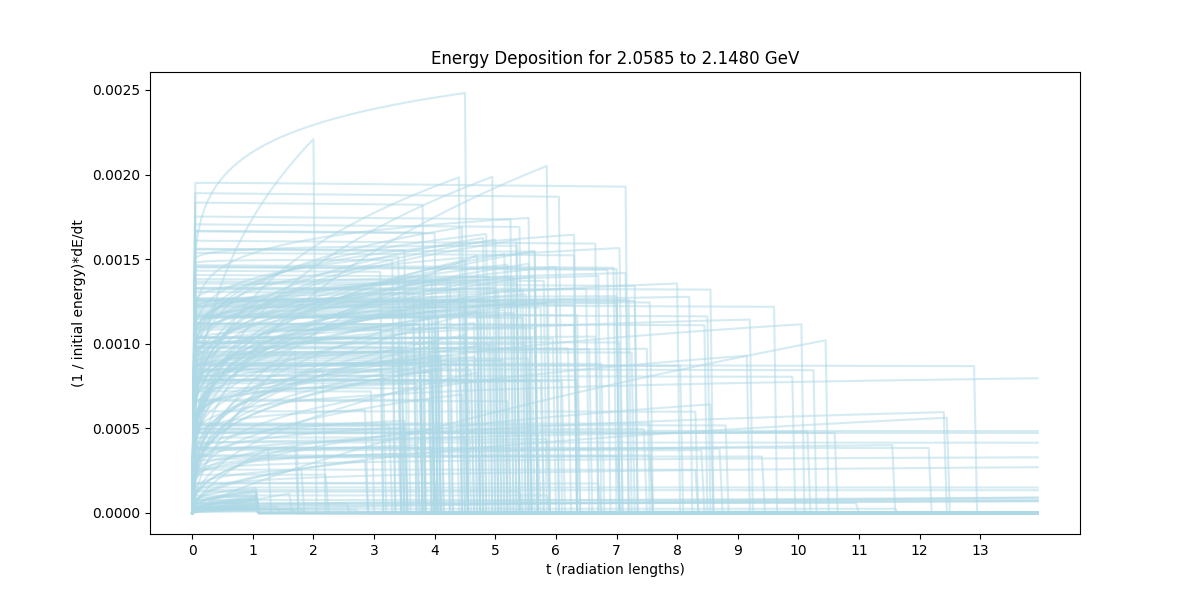 Energy Deposition for 2.0585 to 2.1480 GeV
(1 / initial energy)*dE/dt
0.0025
0.0020
0.0015
0.0010
0.0005
0.0000
0 1 2 3 4 5 6 7 8 9 10 11 12 13
t (radiation lengths)